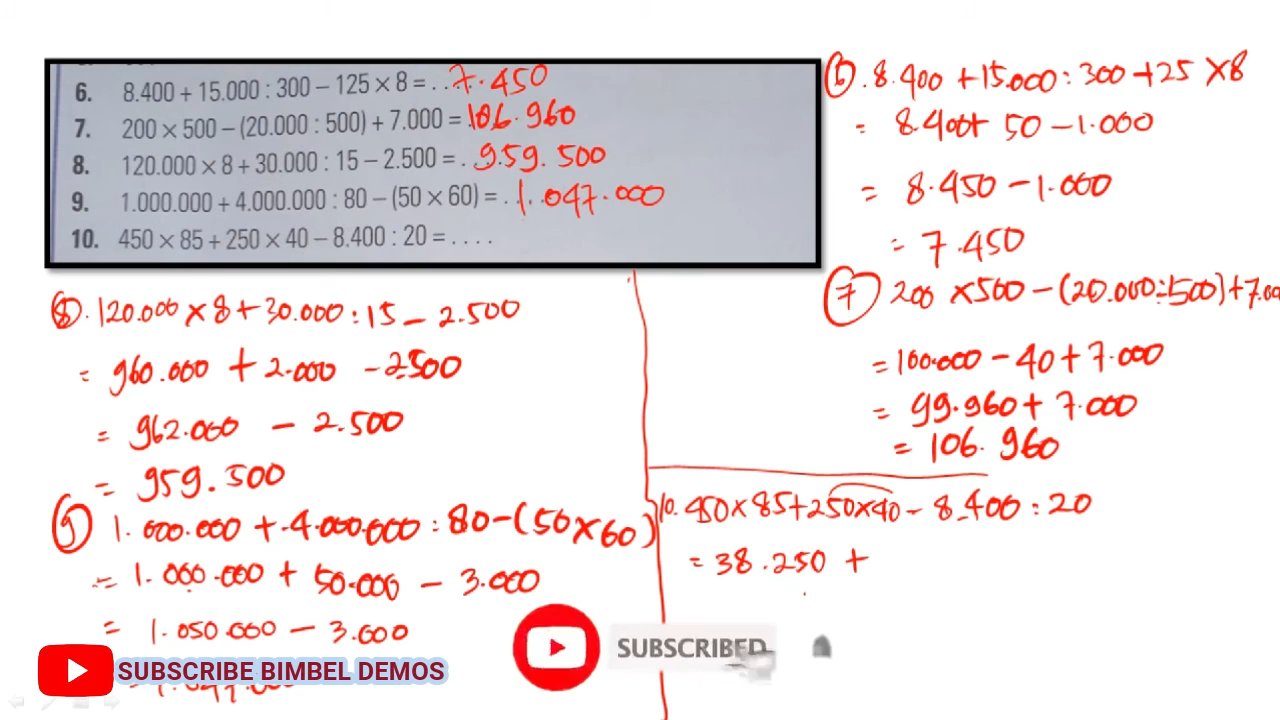 6. 8.400 + 15.000 : 300 – 125 × 8 = . . 7.450
7. 200 × 500 – (20.000 : 500) + 7.000 = . 106.960
8. 120.000 × 8 + 30.000 : 15 – 2.500 = . 959.500
9. 1.000.000 + 4.000.000 : 80 – (50 × 60) = . . 1.047.000
10. 450 × 85 + 250 × 40 – 8.400 : 20 = . . . .
6. 8.400 + 15.000 : 300 + 25 × 8
= 8.400 + 50 - 1.000
= 8.450 - 1.000
= 7.450
7 200 × 500 - (20.000 : 500) + 7.00
= 100.000 - 40 + 7.000
= 99.960 + 7.000
= 106.960
8. 120.000 × 8 + 30.000 : 15 - 2.500
= 960.000 + 2.000 - 2.500
= 962.000 - 2.500
= 959.500
9 1.000.000 + 4.000.000 : 80 - (50 × 60)
= 1.000.000 + 50.000 - 3.000
= 1.050.000 - 3.000
10. 450 × 85 + 250 × 40 - 8.400 : 20
= 38.250 +
SUBSCRIBED
SUBSCRIBE BIMBEL DEMOS